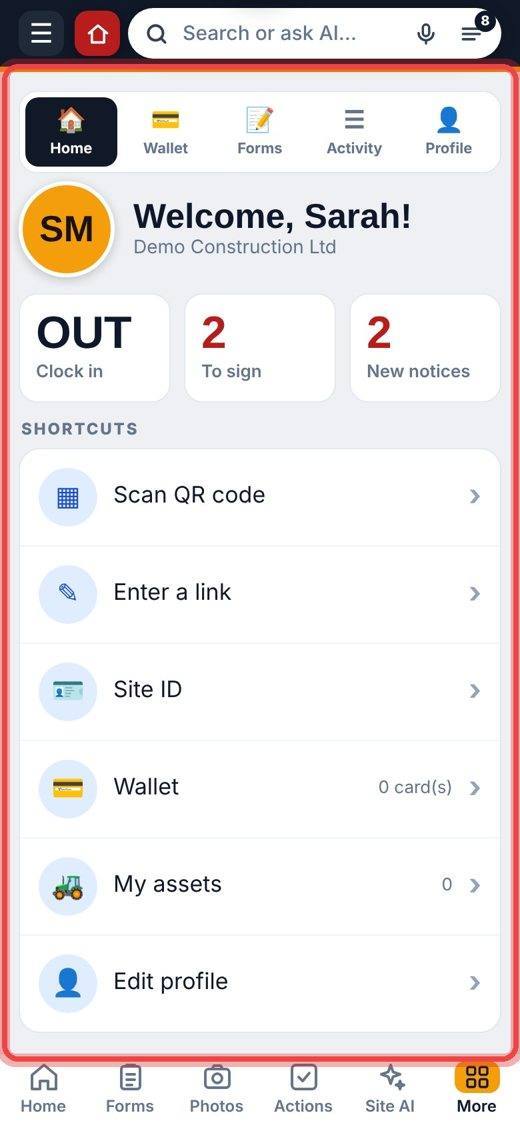 Search or ask AI...
8
Home
Wallet
Forms
Activity
Profile
SM
Welcome, Sarah!
Demo Construction Ltd
OUT
Clock in
2
To sign
2
New notices
SHORTCUTS
Scan QR code
Enter a link
Site ID
Wallet
0 card(s)
My assets
0
Edit profile
Home
Forms
Photos
Actions
Site AI
More